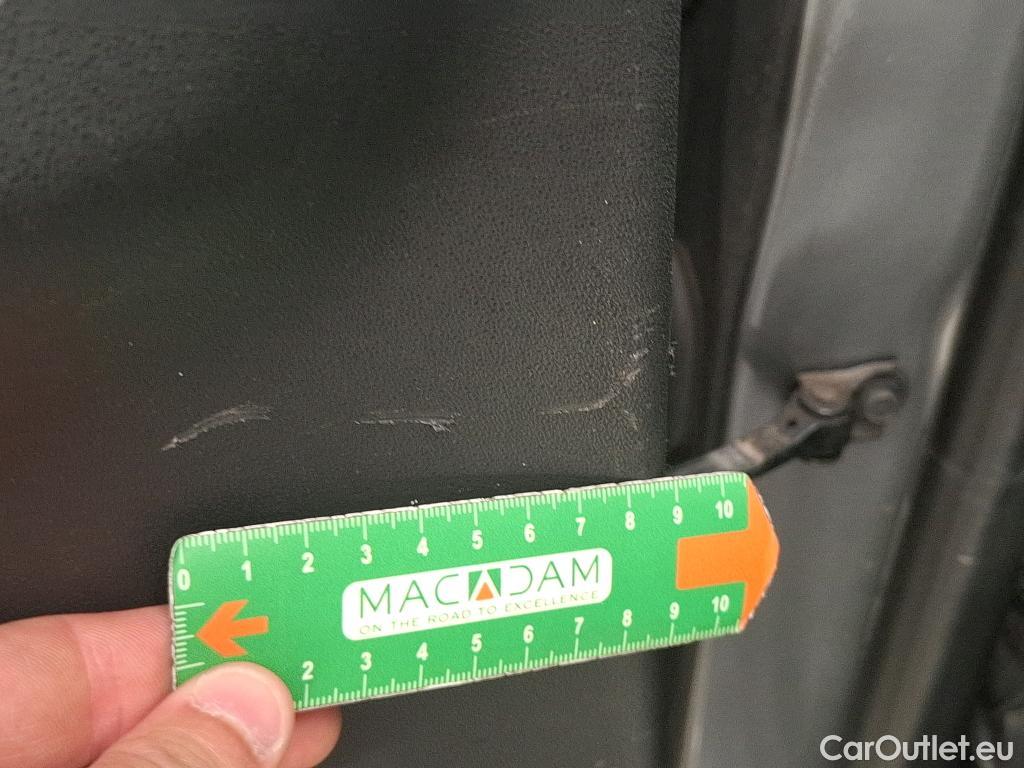 0 1 2 3 4 5 6 7 8 9 10
MACADAM
ON THE ROAD TO EXCELLENCE
2 3 4 5 6 7 8 9 10
CarOutlet.eu